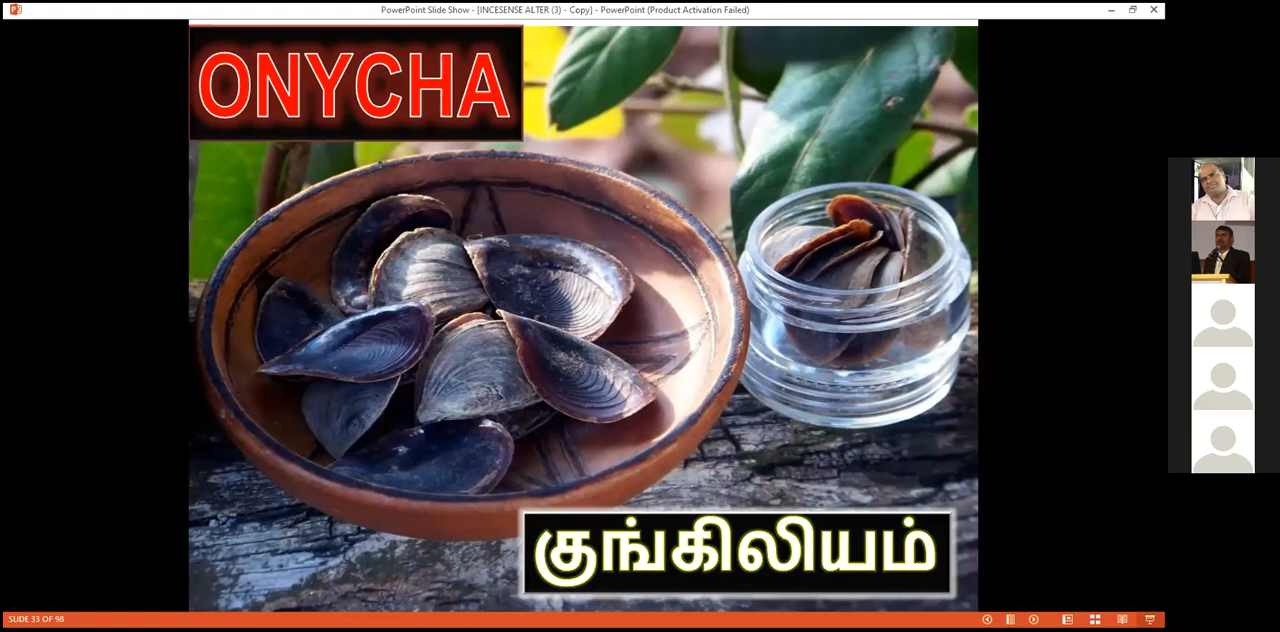 PowerPoint Slide Show - [INCESENSE ALTER (3) - Copy] - PowerPoint (Product Activation Failed)
ONYCHA
குங்கிலியம்
SLIDE 33 OF 98